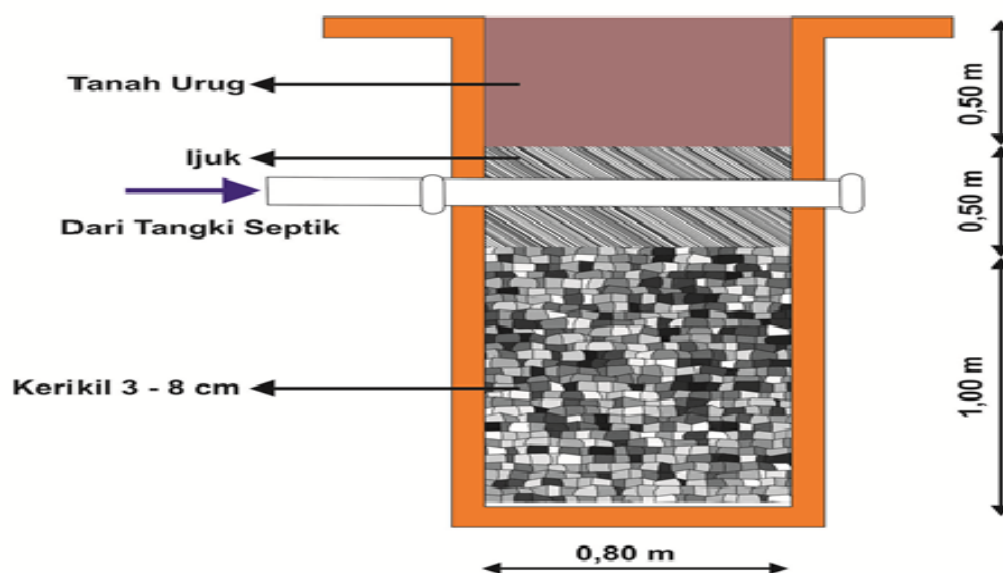 Tanah Urug
Ijuk
Dari Tangki Septik
Kerikil 3 - 8 cm
0,50 m
0,50 m
1,00 m
0,80 m